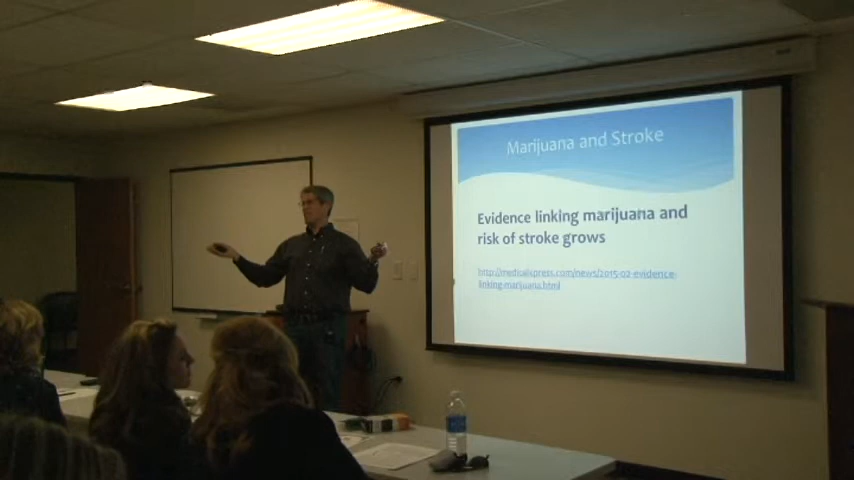 Marijuana and Stroke
Evidence linking marijuana and
risk of stroke grows
http://medicalxpress.com/news/2015-02-evidence-
linking-marijuana.html